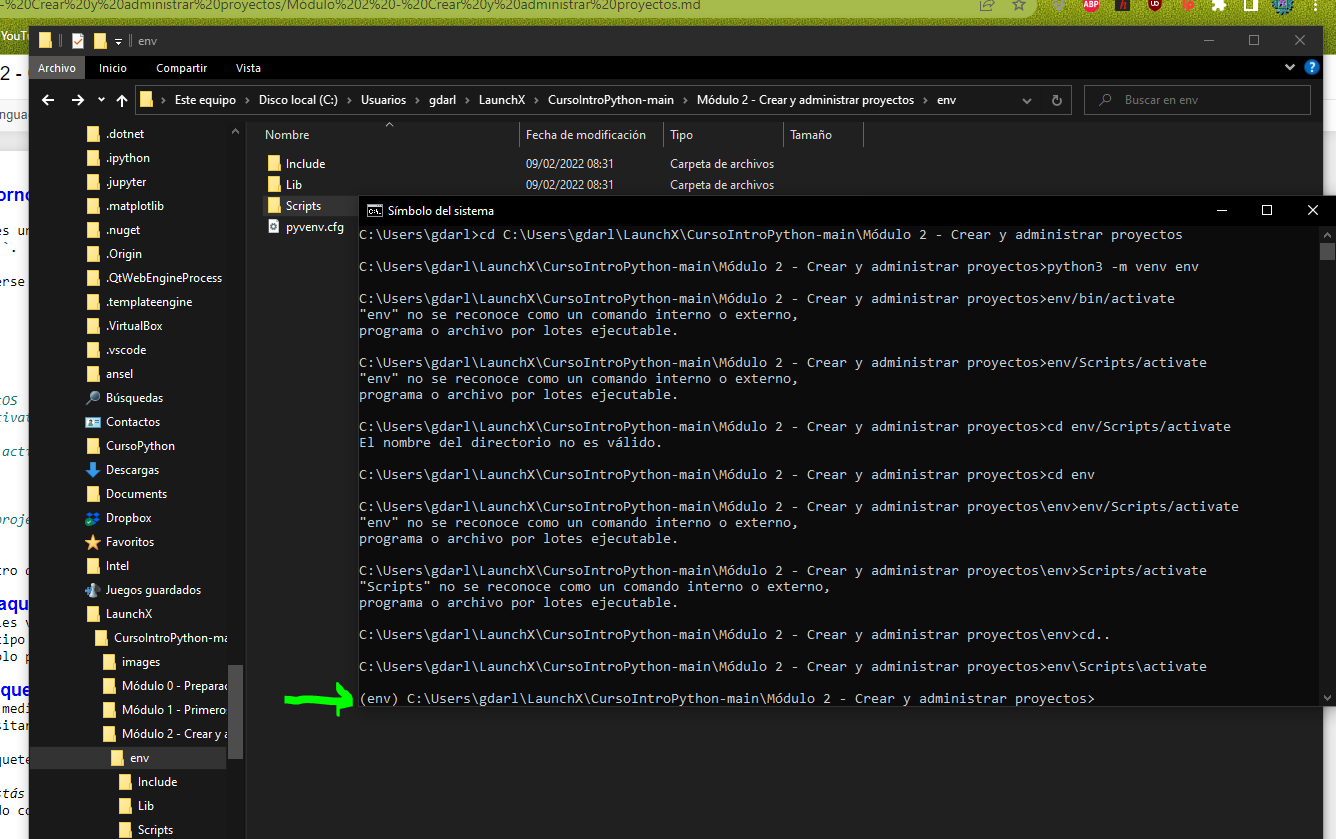 -%20Crear%20y%20administrar%20proyectos/Módulo%202%20-%20Crear%20y%20administrar%20proyectos.md
ABP
YouTu
env
2 -
Archivo Inicio Compartir Vista
Este equipo Disco local (C:) Usuarios gdarl LaunchX CursoIntroPython-main Módulo 2 - Crear y administrar proyectos env
Buscar en env
nguac
.dotnet
.ipython
.jupyter
.matplotlib
.nuget
.Origin
.QtWebEngineProcess
.templateengine
.VirtualBox
.vscode
ansel
Búsquedas
Contactos
CursoPython
Descargas
Documents
Dropbox
Favoritos
Intel
Juegos guardados
LaunchX
CursoIntroPython-ma
images
Módulo 0 - Preparac
Módulo 1 - Primeros
Módulo 2 - Crear y a
env
Include
Lib
Scripts
Nombre Fecha de modificación Tipo Tamaño
Include 09/02/2022 08:31 Carpeta de archivos
Lib 09/02/2022 08:31 Carpeta de archivos
Scripts
pyvenv.cfg
Símbolo del sistema
C:\Users\gdarl>cd C:\Users\gdarl\LaunchX\CursoIntroPython-main\Módulo 2 - Crear y administrar proyectos
C:\Users\gdarl\LaunchX\CursoIntroPython-main\Módulo 2 - Crear y administrar proyectos>python3 -m venv env
C:\Users\gdarl\LaunchX\CursoIntroPython-main\Módulo 2 - Crear y administrar proyectos>env/bin/activate
"env" no se reconoce como un comando interno o externo,
programa o archivo por lotes ejecutable.
C:\Users\gdarl\LaunchX\CursoIntroPython-main\Módulo 2 - Crear y administrar proyectos>env/Scripts/activate
"env" no se reconoce como un comando interno o externo,
programa o archivo por lotes ejecutable.
C:\Users\gdarl\LaunchX\CursoIntroPython-main\Módulo 2 - Crear y administrar proyectos>cd env/Scripts/activate
El nombre del directorio no es válido.
C:\Users\gdarl\LaunchX\CursoIntroPython-main\Módulo 2 - Crear y administrar proyectos>cd env
C:\Users\gdarl\LaunchX\CursoIntroPython-main\Módulo 2 - Crear y administrar proyectos\env>env/Scripts/activate
"env" no se reconoce como un comando interno o externo,
programa o archivo por lotes ejecutable.
C:\Users\gdarl\LaunchX\CursoIntroPython-main\Módulo 2 - Crear y administrar proyectos\env>Scripts/activate
"Scripts" no se reconoce como un comando interno o externo,
programa o archivo por lotes ejecutable.
C:\Users\gdarl\LaunchX\CursoIntroPython-main\Módulo 2 - Crear y administrar proyectos\env>cd..
C:\Users\gdarl\LaunchX\CursoIntroPython-main\Módulo 2 - Crear y administrar proyectos>env\Scripts\activate
(env) C:\Users\gdarl\LaunchX\CursoIntroPython-main\Módulo 2 - Crear y administrar proyectos>